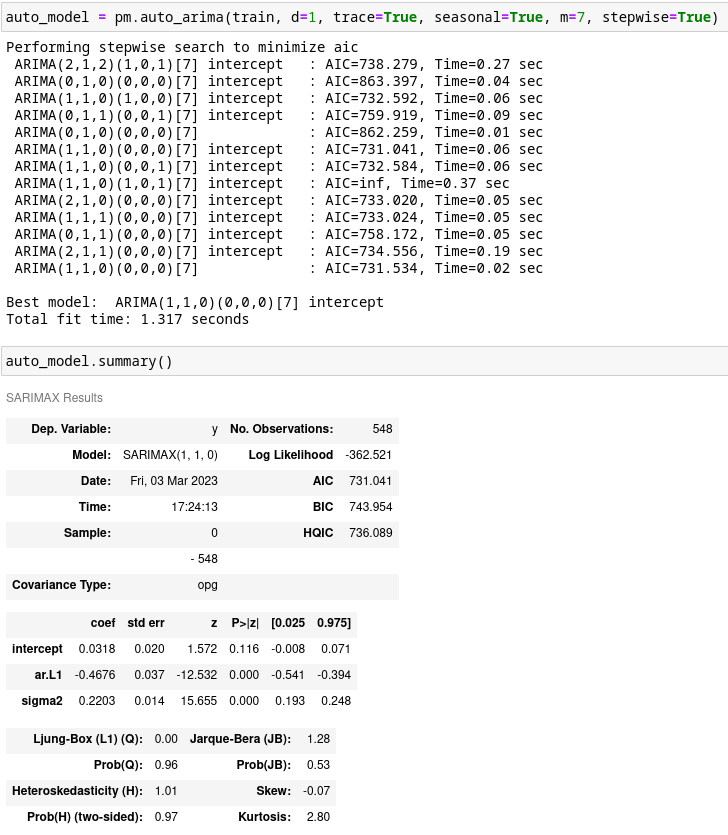 auto_model = pm.auto_arima(train, d=1, trace=True, seasonal=True, m=7, stepwise=True)
Performing stepwise search to minimize aic
ARIMA(2,1,2)(1,0,1)[7] intercept   : AIC=738.279, Time=0.27 sec
ARIMA(0,1,0)(0,0,0)[7] intercept   : AIC=863.397, Time=0.04 sec
ARIMA(1,1,0)(1,0,0)[7] intercept   : AIC=732.592, Time=0.06 sec
ARIMA(0,1,1)(0,0,1)[7] intercept   : AIC=759.919, Time=0.09 sec
ARIMA(0,1,0)(0,0,0)[7]             : AIC=862.259, Time=0.01 sec
ARIMA(1,1,0)(0,0,0)[7] intercept   : AIC=731.041, Time=0.06 sec
ARIMA(1,1,0)(0,0,1)[7] intercept   : AIC=732.584, Time=0.06 sec
ARIMA(1,1,0)(1,0,1)[7] intercept   : AIC=inf, Time=0.37 sec
ARIMA(2,1,0)(0,0,0)[7] intercept   : AIC=733.020, Time=0.05 sec
ARIMA(1,1,1)(0,0,0)[7] intercept   : AIC=733.024, Time=0.05 sec
ARIMA(0,1,1)(0,0,0)[7] intercept   : AIC=758.172, Time=0.05 sec
ARIMA(2,1,1)(0,0,0)[7] intercept   : AIC=734.556, Time=0.19 sec
ARIMA(1,1,0)(0,0,0)[7]             : AIC=731.534, Time=0.02 sec
Best model:  ARIMA(1,1,0)(0,0,0)[7] intercept
Total fit time: 1.317 seconds
auto_model.summary()
SARIMAX Results
Dep. Variable: y No. Observations: 548
Model: SARIMAX(1, 1, 0) Log Likelihood -362.521
Date: Fri, 03 Mar 2023 AIC 731.041
Time: 17:24:13 BIC 743.954
Sample: 0 HQIC 736.089
- 548
Covariance Type: opg
coef std err z P>|z| [0.025 0.975]
intercept 0.0318 0.020 1.572 0.116 -0.008 0.071
ar.L1 -0.4676 0.037 -12.532 0.000 -0.541 -0.394
sigma2 0.2203 0.014 15.655 0.000 0.193 0.248
Ljung-Box (L1) (Q): 0.00 Jarque-Bera (JB): 1.28
Prob(Q): 0.96 Prob(JB): 0.53
Heteroskedasticity (H): 1.01 Skew: -0.07
Prob(H) (two-sided): 0.97 Kurtosis: 2.80